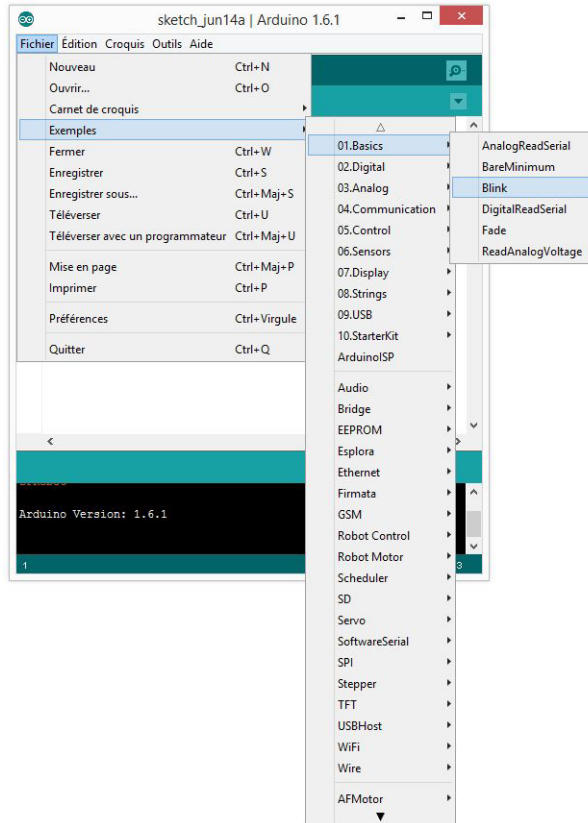 sketch_jun14a | Arduino 1.6.1
Fichier Édition Croquis Outils Aide
Nouveau Ctrl+N
Ouvrir... Ctrl+O
Carnet de croquis
Exemples
Fermer Ctrl+W
Enregistrer Ctrl+S
Enregistrer sous... Ctrl+Maj+S
Téléverser Ctrl+U
Téléverser avec un programmateur Ctrl+Maj+U
Mise en page Ctrl+Maj+P
Imprimer Ctrl+P
Préférences Ctrl+Virgule
Quitter Ctrl+Q
01.Basics
02.Digital
03.Analog
04.Communication
05.Control
06.Sensors
07.Display
08.Strings
09.USB
10.StarterKit
ArduinoISP
Audio
Bridge
EEPROM
Esplora
Ethernet
Firmata
GSM
Robot Control
Robot Motor
Scheduler
SD
Servo
SoftwareSerial
SPI
Stepper
TFT
USBHost
WiFi
Wire
AFMotor
AnalogReadSerial
BareMinimum
Blink
DigitalReadSerial
Fade
ReadAnalogVoltage
Arduino Version: 1.6.1
1
3